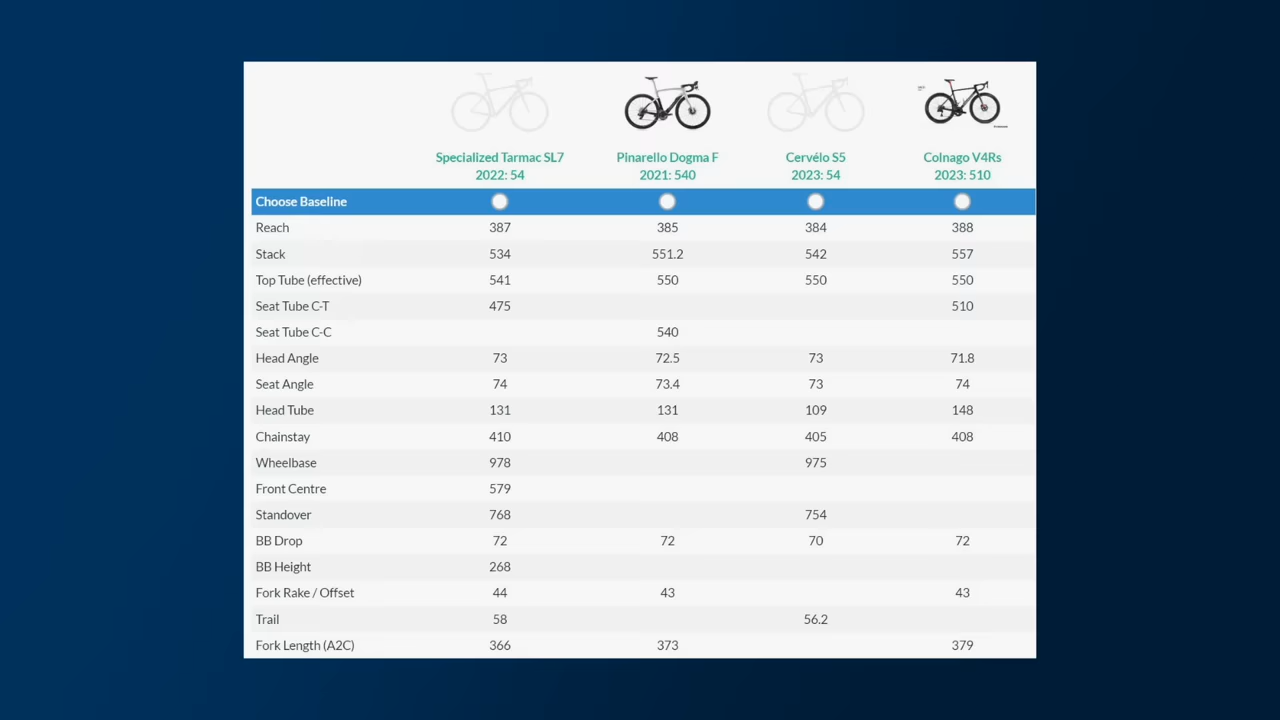 Specialized Tarmac SL7 Pinarello Dogma F Cervélo S5 Colnago V4Rs
2022: 54 2021: 540 2023: 54 2023: 510
Choose Baseline
Reach 387 385 384 388
Stack 534 551.2 542 557
Top Tube (effective) 541 550 550 550
Seat Tube C-T 475 510
Seat Tube C-C 540
Head Angle 73 72.5 73 71.8
Seat Angle 74 73.4 73 74
Head Tube 131 131 109 148
Chainstay 410 408 405 408
Wheelbase 978 975
Front Centre 579
Standover 768 754
BB Drop 72 72 70 72
BB Height 268
Fork Rake / Offset 44 43 43
Trail 58 56.2
Fork Length (A2C) 366 373 379